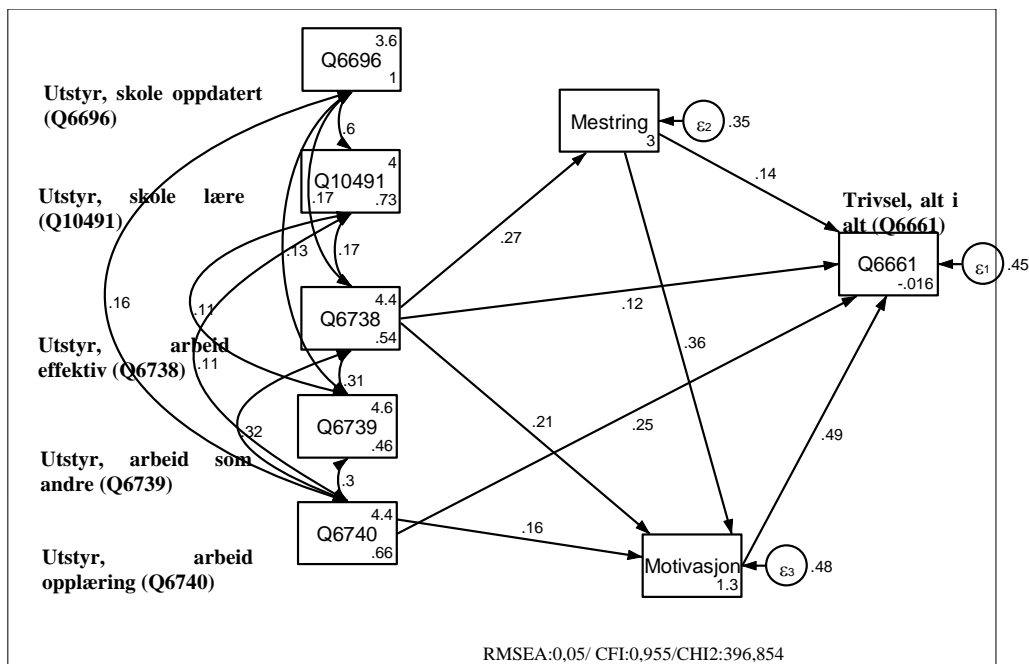 3.6
Q6696
1
Utstyr, skole oppdatert
(Q6696)
.6
Mestring
3
ε2
.35
4
Q10491
.73
.17
.14
Utstyr, skole lære
(Q10491)
Trivsel, alt i
alt (Q6661)
Q6661
-.016
ε1
.45
.13
.17
.27
.16
.11
4.4
Q6738
.54
.12
Utstyr, arbeid
effektiv (Q6738)
.11
.31
.36
4.6
Q6739
.46
.21
.25
.49
.32
Utstyr, arbeid som
andre (Q6739)
.3
4.4
Q6740
.66
.16
Utstyr, arbeid
opplæring (Q6740)
Motivasjon
1.3
ε3
.48
RMSEA:0,05/ CFI:0,955/CHI2:396,854